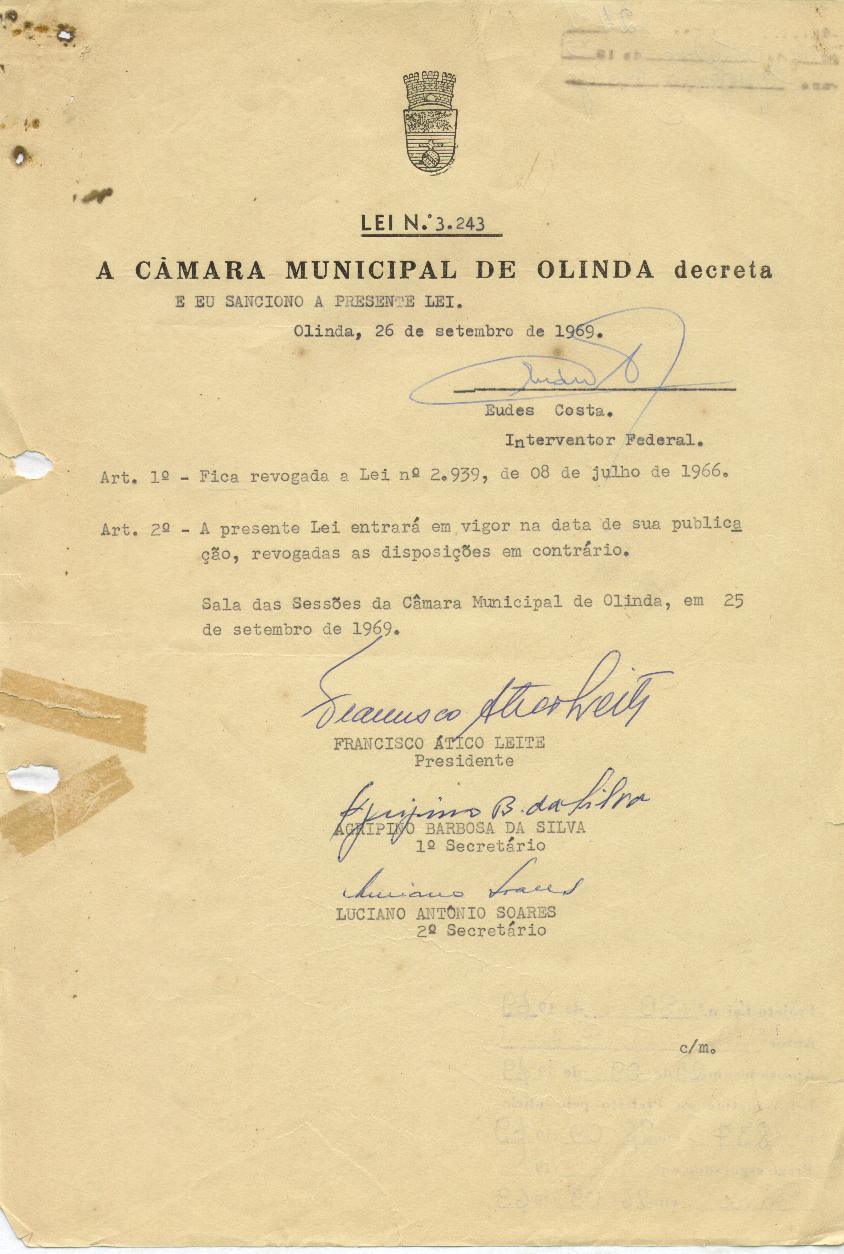 LEI N.º 3.243
A CÂMARA MUNICIPAL DE OLINDA decreta
E EU SANCIONO A PRESENTE LEI.
Olinda, 26 de setembro de 1969.
Eudes Costa.
Interventor Federal.
Art. 1º - Fica revogada a Lei nº 2.939, de 08 de julho de 1966.
Art. 2º - A presente Lei entrará em vigor na data de sua publica
ção, revogadas as disposições em contrário.
Sala das Sessões da Câmara Municipal de Olinda, em 25
de setembro de 1969.
Francisco Ático Leite
FRANCISCO ÁTICO LEITE
Presidente
Agripino B. da Silva
AGRIPINO BARBOSA DA SILVA
1º Secretário
Luciano Soares
LUCIANO ANTÔNIO SOARES
2º Secretário
c/m.